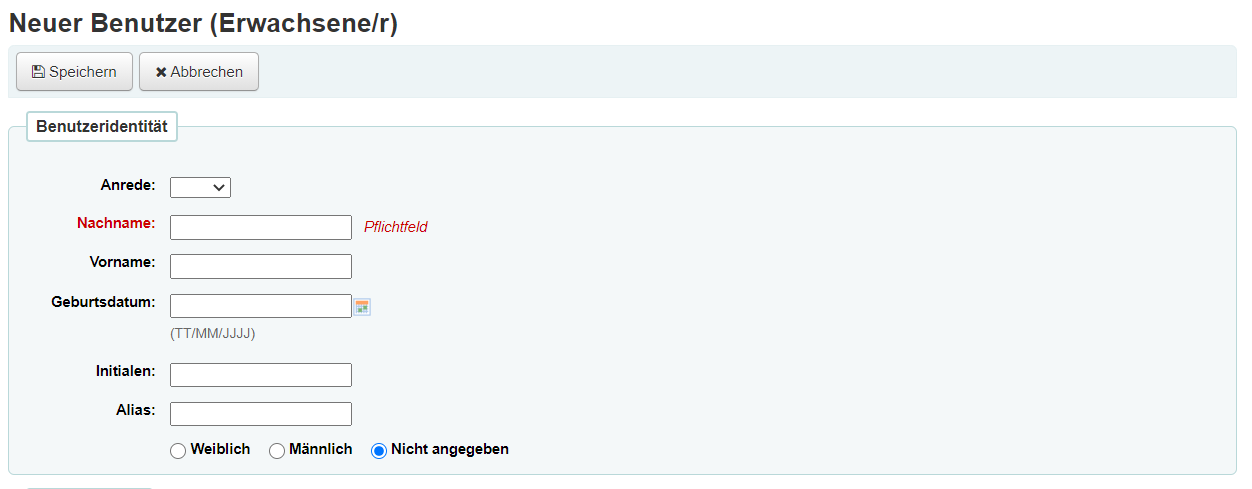 Neuer Benutzer (Erwachsene/r)
Speichern Abbrechen
Benutzeridentität
Anrede:
Nachname: Pflichtfeld
Vorname:
Geburtsdatum:
(TT/MM/JJJJ)
Initialen:
Alias:
Weiblich Männlich Nicht angegeben